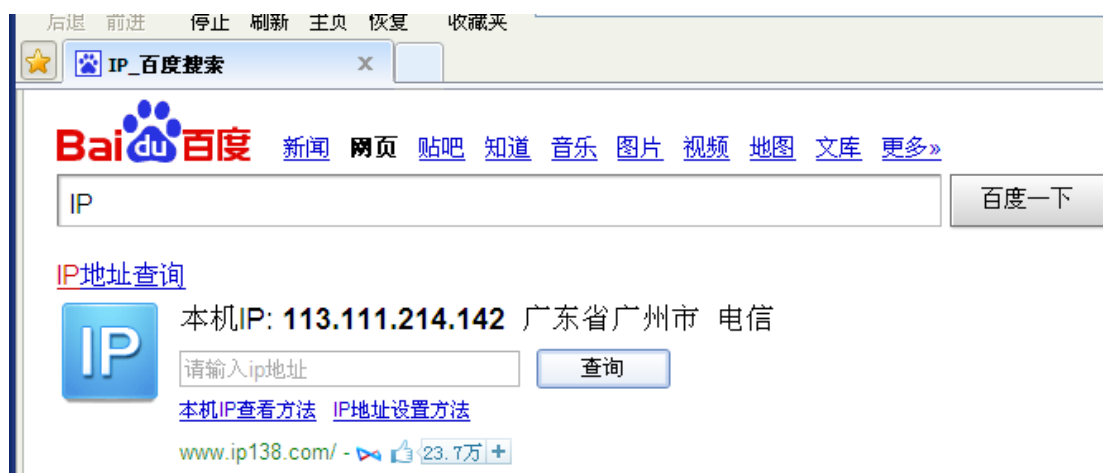 后退 前进 停止 刷新 主页 恢复 收藏夹
IP_百度搜索 x
Bai du 百度 新闻 网页 贴吧 知道 音乐 图片 视频 地图 文库 更多»
IP 百度一下
IP地址查询
IP 本机IP: 113.111.214.142 广东省广州市 电信
请输入ip地址 查询
本机IP查看方法 IP地址设置方法
www.ip138.com/ - 23.7万 +